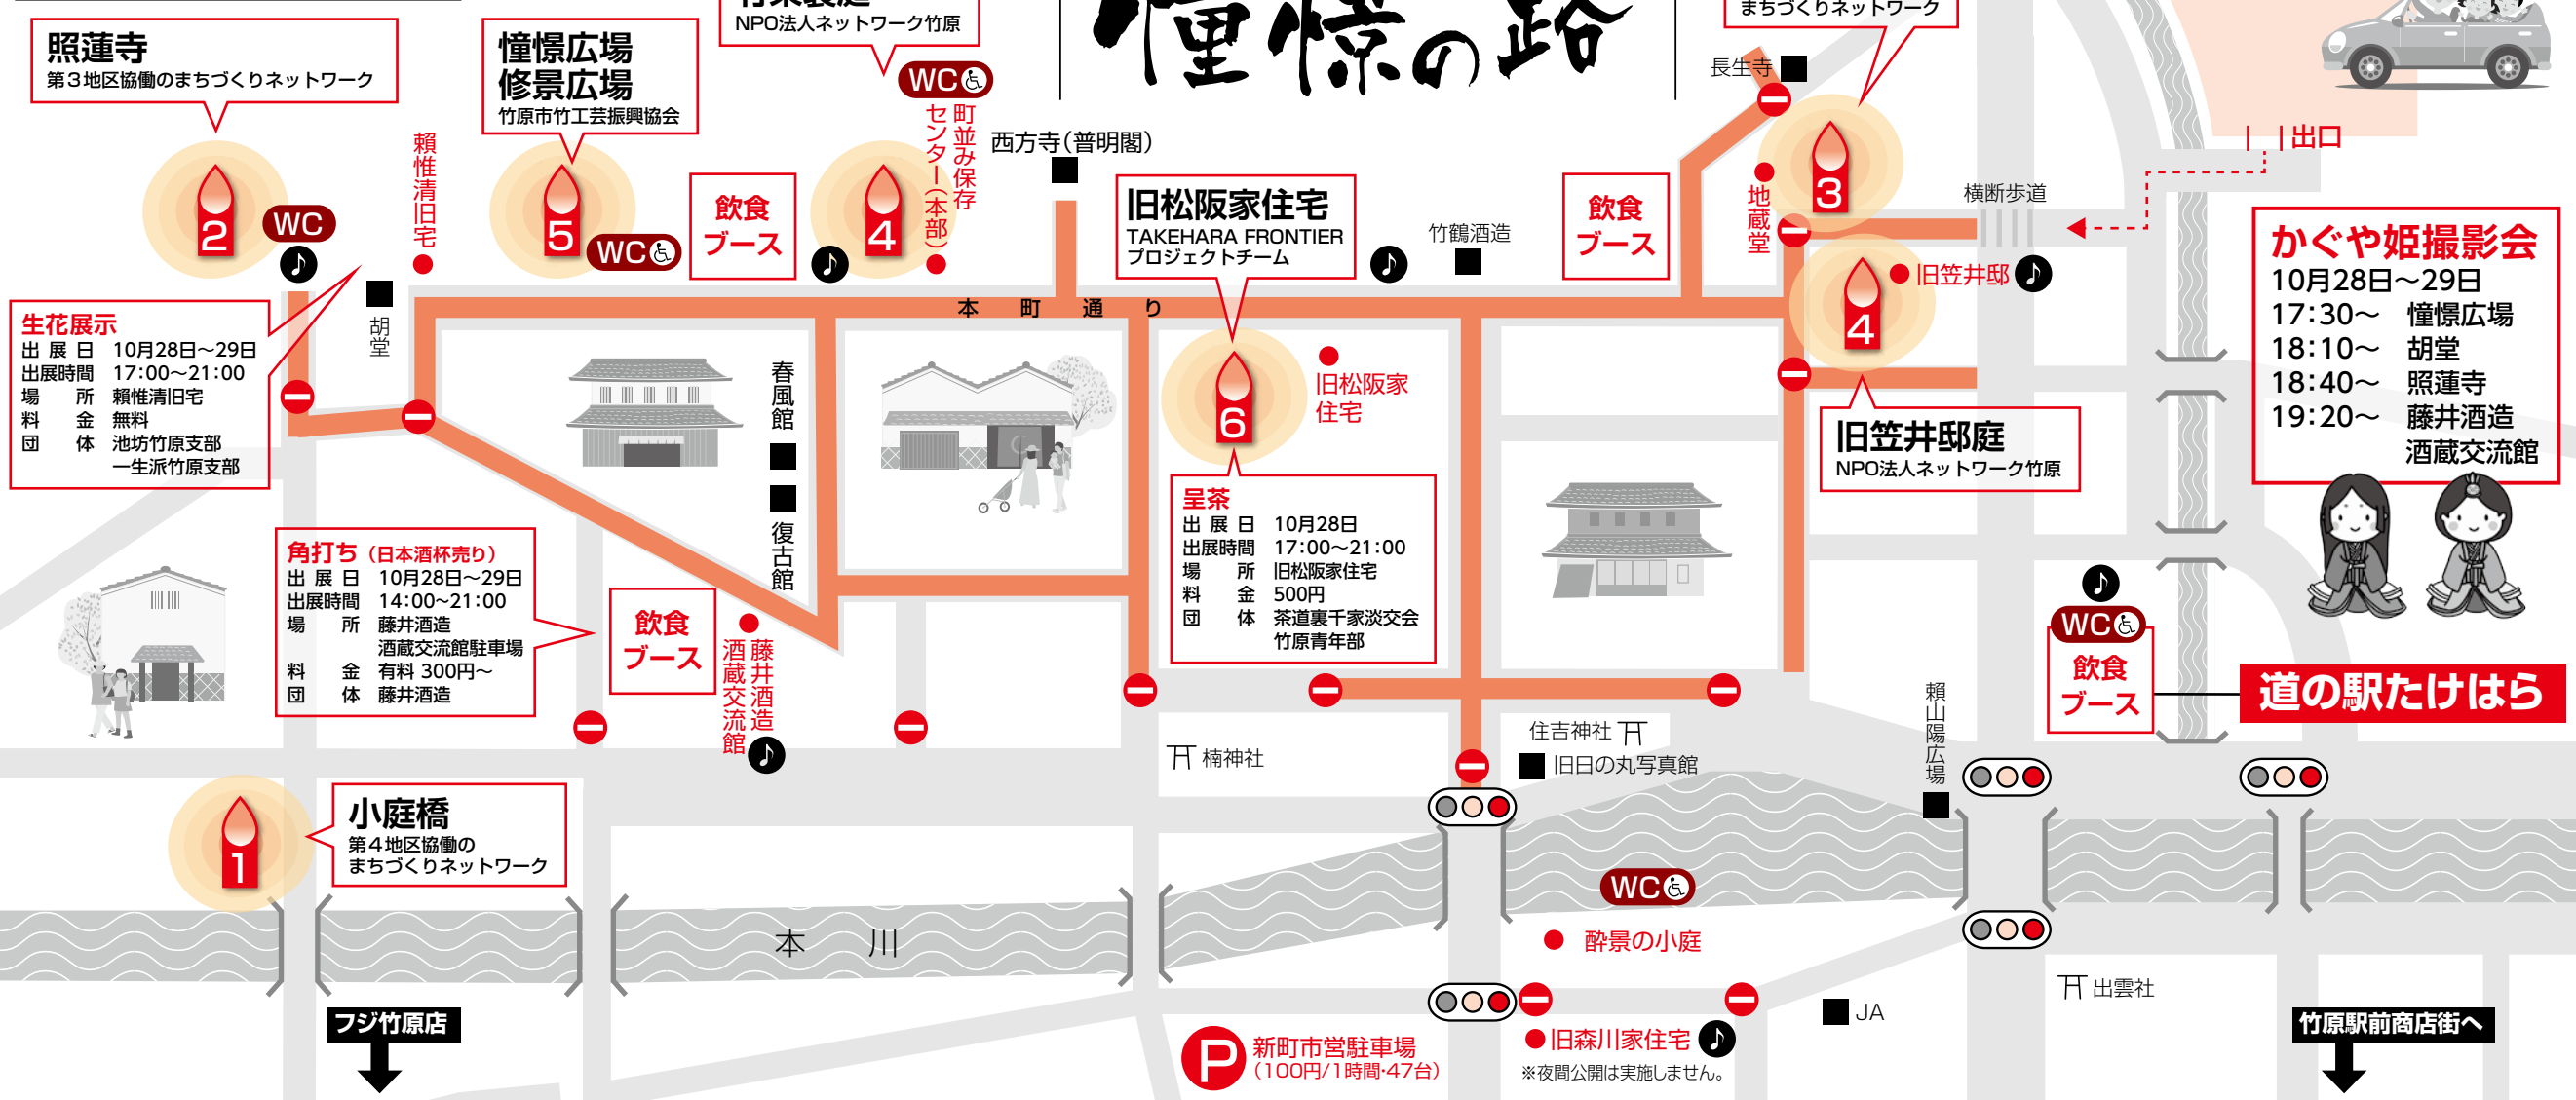 照蓮寺
第3地区協働のまちづくりネットワーク
憧憬広場
修景広場
竹原市竹工芸振興協会
NPO法人ネットワーク竹原
憧憬の路
まちづくりネットワーク
WC
町並み保存
センター(本部)
長生寺
出口
頼惟清旧宅
西方寺(普明閣)
2
WC
5
WC
飲食
ブース
4
旧松阪家住宅
TAKEHARA FRONTIER
プロジェクトチーム
竹鶴酒造
飲食
ブース
地蔵堂
3
横断歩道
旧笠井邸
4
かぐや姫撮影会
10月28日〜29日
17:30〜 憧憬広場
18:10〜 胡堂
18:40〜 照蓮寺
19:20〜 藤井酒造
酒蔵交流館
本町通り
生花展示
出展日 10月28日〜29日
出展時間 17:00〜21:00
場所 頼惟清旧宅
料金 無料
団体 池坊竹原支部
一生派竹原支部
胡堂
春風館
復古館
6
旧松阪家
住宅
旧笠井邸庭
NPO法人ネットワーク竹原
呈茶
出展日 10月28日
出展時間 17:00〜21:00
場所 旧松阪家住宅
料金 500円
団体 茶道裏千家淡交会
竹原青年部
角打ち(日本酒杯売り)
出展日 10月28日〜29日
出展時間 14:00〜21:00
場所 藤井酒造
酒蔵交流館駐車場
料金 有料 300円〜
団体 藤井酒造
飲食
ブース
藤井酒造
酒蔵交流館
WC
飲食
ブース
道の駅たけはら
頼山陽広場
楠神社
住吉神社
旧日の丸写真館
1
小庭橋
第4地区協働の
まちづくりネットワーク
WC
本川
酔景の小庭
出雲社
フジ竹原店
JA
竹原駅前商店街へ
P
新町市営駐車場
(100円/1時間・47台)
旧森川家住宅
※夜間公開は実施しません。